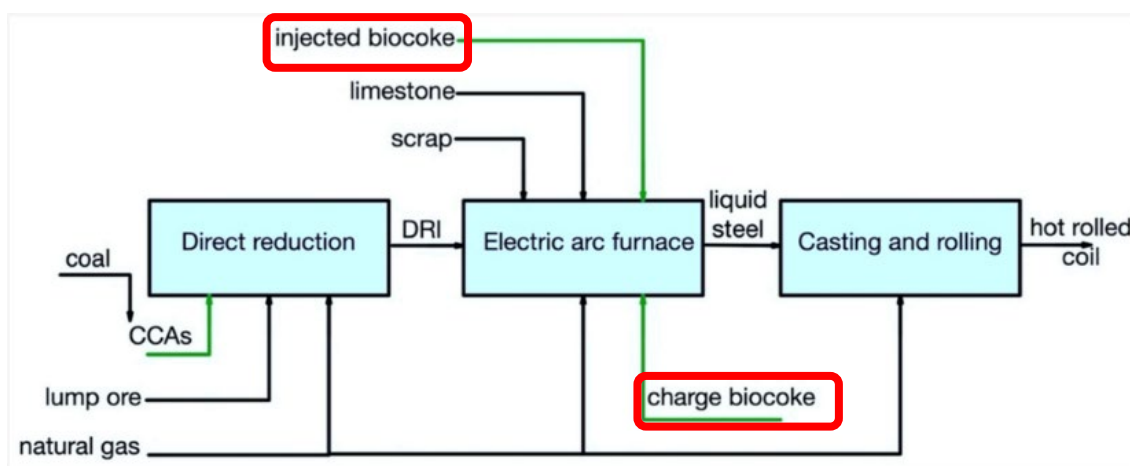 injected biocoke
limestone
scrap
Direct reduction
DRI
Electric arc furnace
liquid
steel
Casting and rolling
hot rolled
coil
coal
CCAs
lump ore
charge biocoke
natural gas